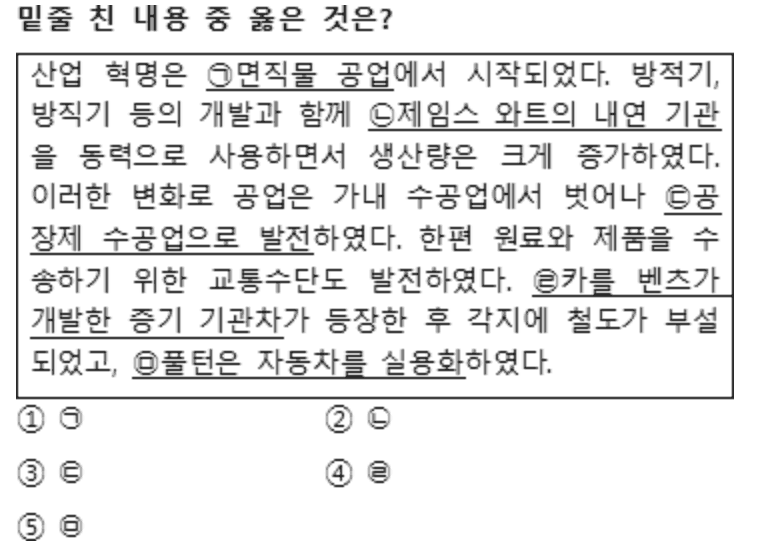 밑줄 친 내용 중 옳은 것은?
산업 혁명은 ㉠면직물 공업에서 시작되었다. 방적기,
방직기 등의 개발과 함께 ㉡제임스 와트의 내연 기관
을 동력으로 사용하면서 생산량은 크게 증가하였다.
이러한 변화로 공업은 가내 수공업에서 벗어나 ㉢공
장제 수공업으로 발전하였다. 한편 원료와 제품을 수
송하기 위한 교통수단도 발전하였다. ㉣카를 벤츠가
개발한 증기 기관차가 등장한 후 각지에 철도가 부설
되었고, ㉤풀턴은 자동차를 실용화하였다.
① ㉠ ② ㉡
③ ㉢ ④ ㉣
⑤ ㉤